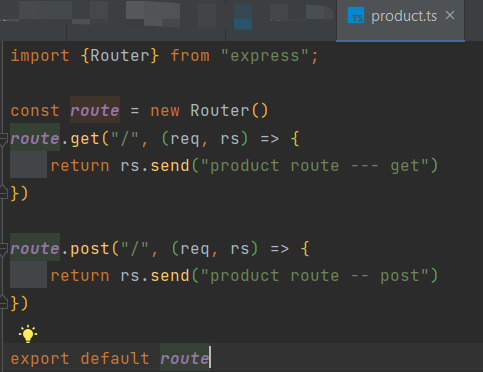 TS product.ts ×
import {Router} from "express";
const route = new Router()
route.get("/", (req, rs) => {
return rs.send("product route --- get")
})
route.post("/", (req, rs) => {
return rs.send("product route -- post")
})
export default route